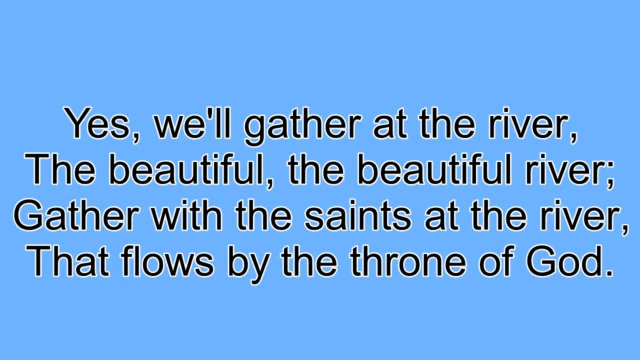 Yes, we'll gather at the river,
The beautiful, the beautiful river;
Gather with the saints at the river,
That flows by the throne of God.